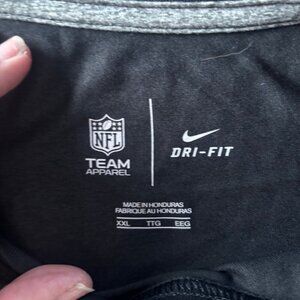 NFL
TEAM
APPAREL
DRI-FIT
MADE IN HONDURAS
FABRIQUE AU HONDURAS
XXL TTG EEG